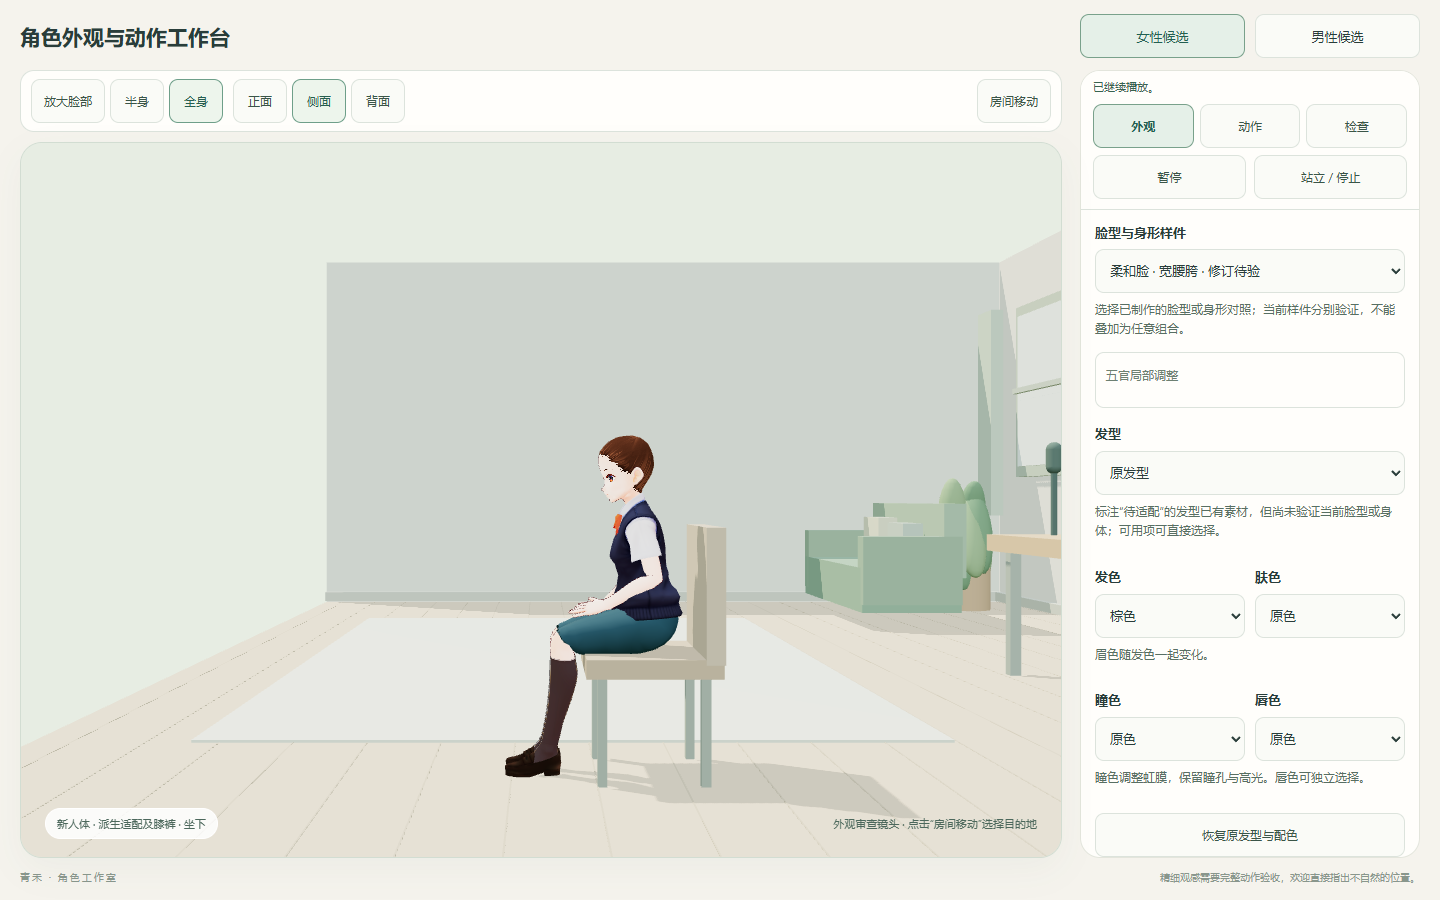 角色外观与动作工作台
女性候选
男性候选
放大脸部
半身
全身
正面
侧面
背面
房间移动
已继续播放。
外观
动作
检查
暂停
站立 / 停止
脸型与身形样件
柔和脸 · 宽腰胯 · 修订待验
选择已制作的脸型或身形对照；当前样件分别验证，不能
叠加为任意组合。
五官局部调整
发型
原发型
标注“待适配”的发型已有素材，但尚未验证当前脸型或身
体；可用项可直接选择。
发色
肤色
棕色
原色
眉色随发色一起变化。
瞳色
唇色
原色
原色
瞳色调整虹膜，保留瞳孔与高光。唇色可独立选择。
恢复原发型与配色
新人体 · 派生适配及膝裤 · 坐下
外观审查镜头 · 点击“房间移动”选择目的地
青禾 · 角色工作室
精细观感需要完整动作验收，欢迎直接指出不自然的位置。